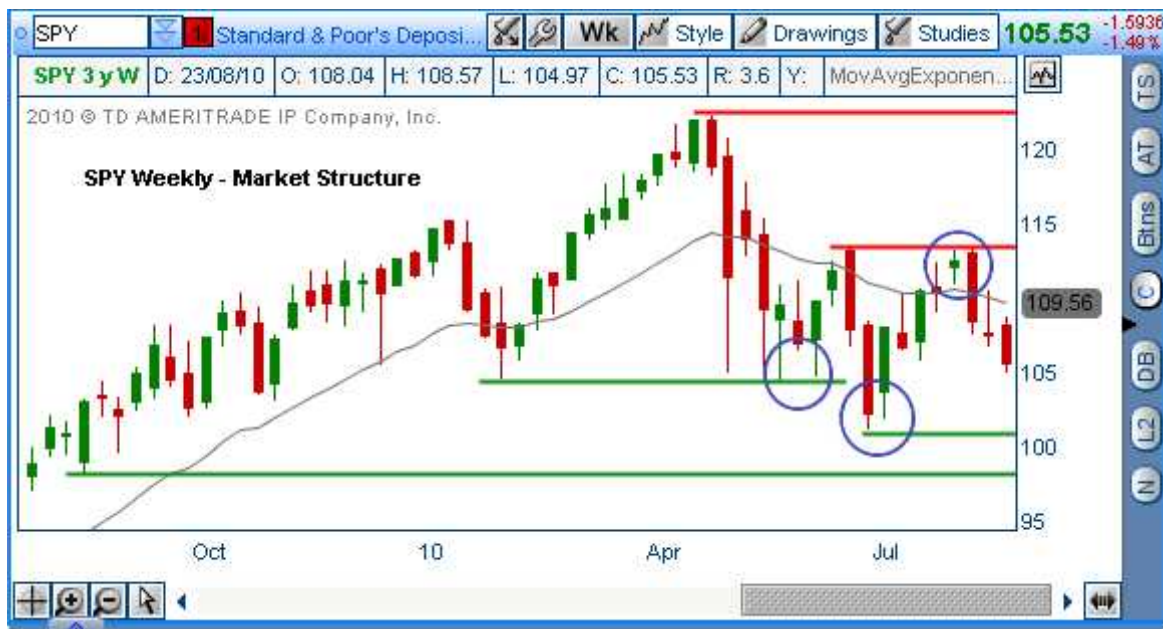 SPY 1 Standard & Poor's Deposi... Wk Style Drawings Studies 105.53 -1.5936
-1.49%
SPY 3 y W D: 23/08/10 O: 108.04 H: 108.57 L: 104.97 C: 105.53 R: 3.6 Y: MovAvgExponen...
2010 © TD AMERITRADE IP Company, Inc.
SPY Weekly - Market Structure
120
115
109.56
105
100
95
Oct 10 Apr Jul
TS
AT
Btns
C
DB
L2
N